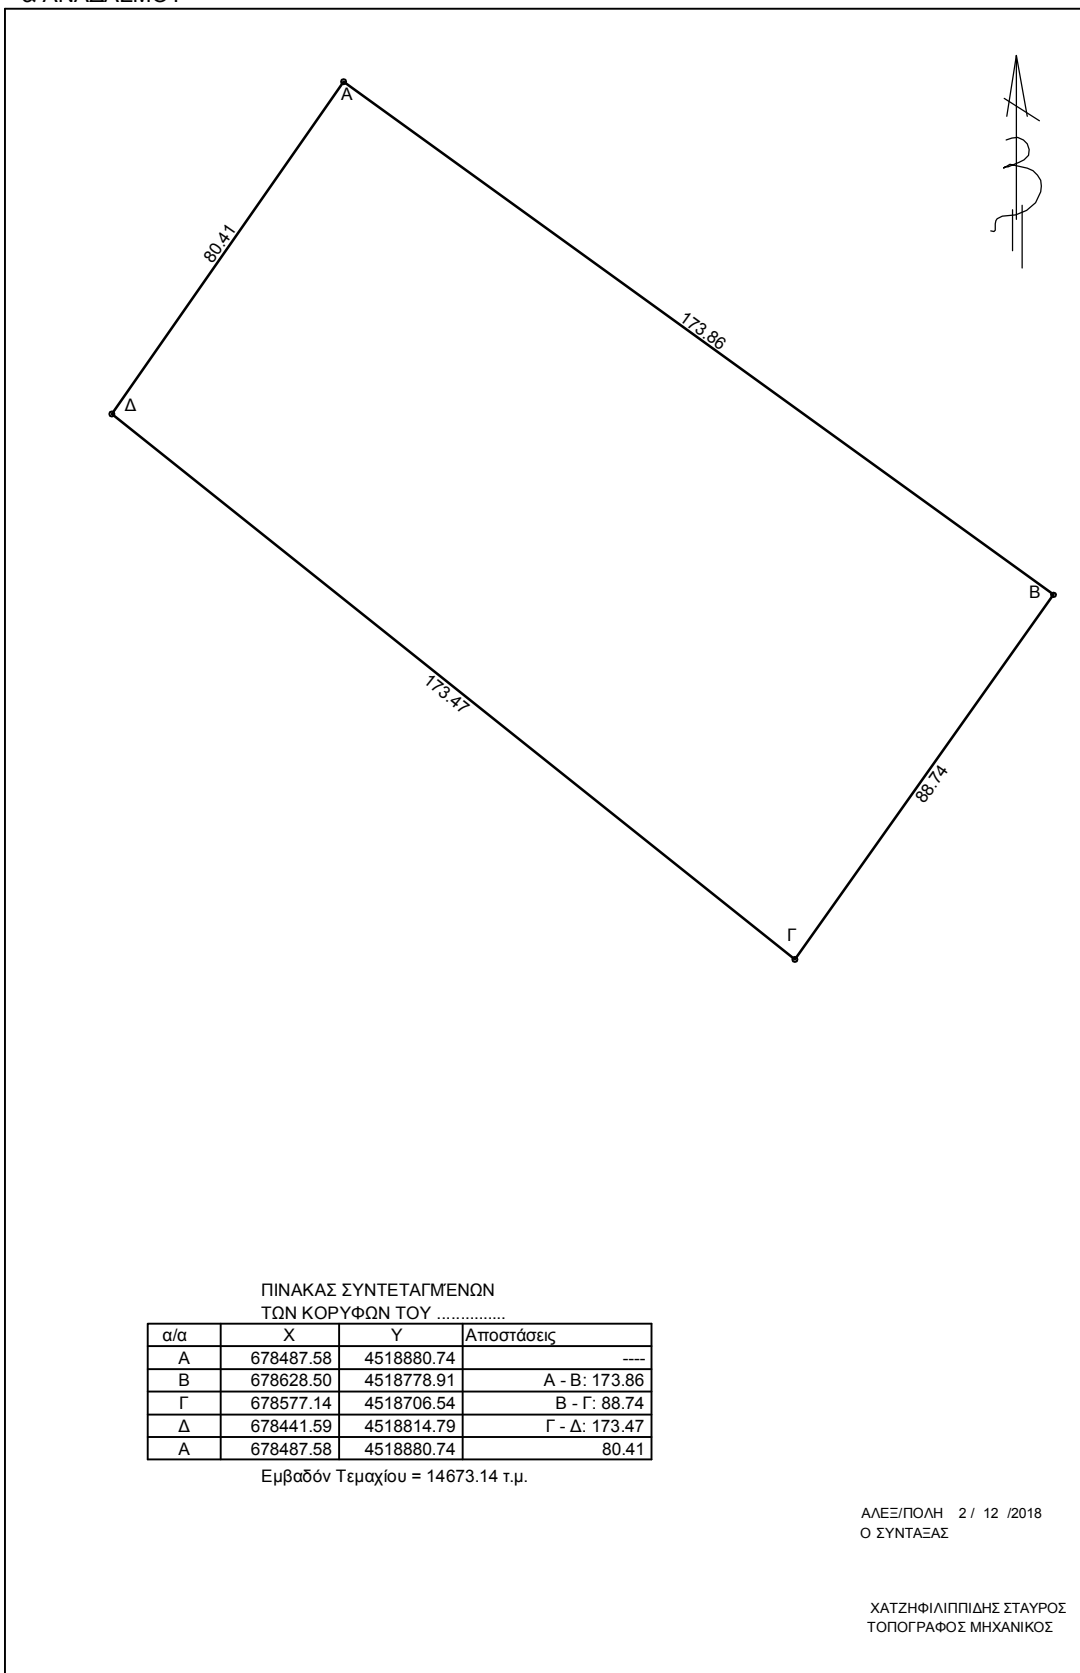 α ΑΝΑΔΑΣΜΟΥ
Α
80.41
173.86
Δ
Β
173.47
88.74
Γ
ΠΙΝΑΚΑΣ ΣΥΝΤΕΤΑΓΜΈΝΩΝ
ΤΩΝ ΚΟΡΥΦΩΝ ΤΟΥ ...............
α/α Χ Υ Αποστάσεις
Α 678487.58 4518880.74 ----
Β 678628.50 4518778.91 Α - Β: 173.86
Γ 678577.14 4518706.54 Β - Γ: 88.74
Δ 678441.59 4518814.79 Γ - Δ: 173.47
Α 678487.58 4518880.74 80.41
Εμβαδόν Τεμαχίου = 14673.14 τ.μ.
ΑΛΕΞ/ΠΟΛΗ 2 / 12 /2018
Ο ΣΥΝΤΑΞΑΣ
ΧΑΤΖΗΦΙΛΙΠΠΙΔΗΣ ΣΤΑΥΡΟΣ
ΤΟΠΟΓΡΑΦΟΣ ΜΗΧΑΝΙΚΟΣ